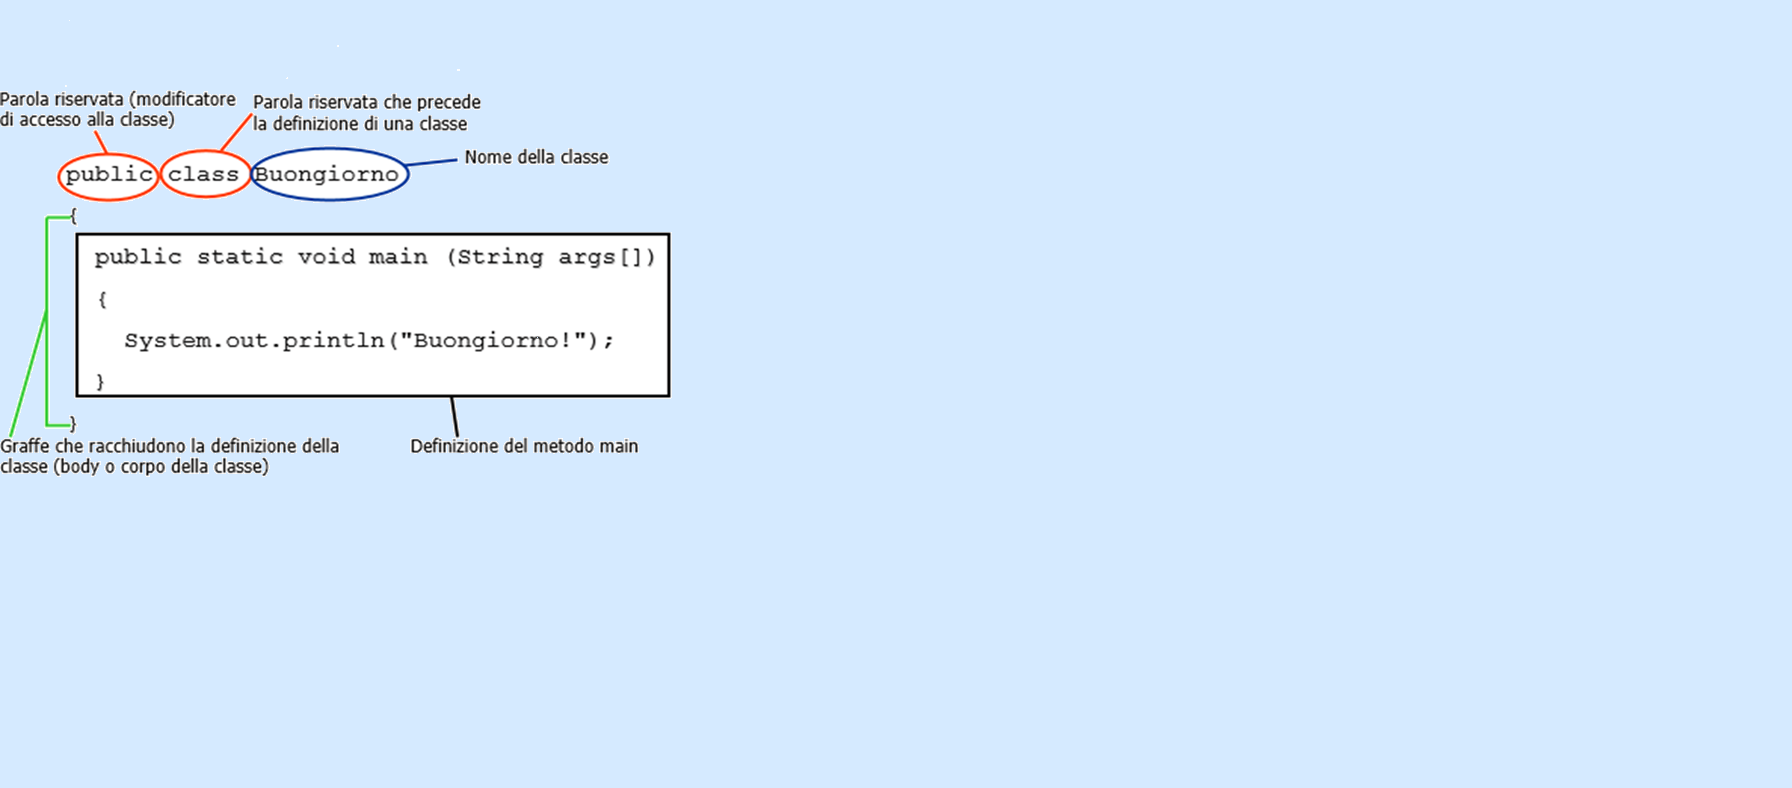 Parola riservata (modificatore
di accesso alla classe)
Parola riservata che precede
la definizione di una classe
Nome della classe
public class Buongiorno
{
public static void main (String args[])
{
System.out.println("Buongiorno!");
}
}
Graffe che racchiudono la definizione della
classe (body o corpo della classe)
Definizione del metodo main